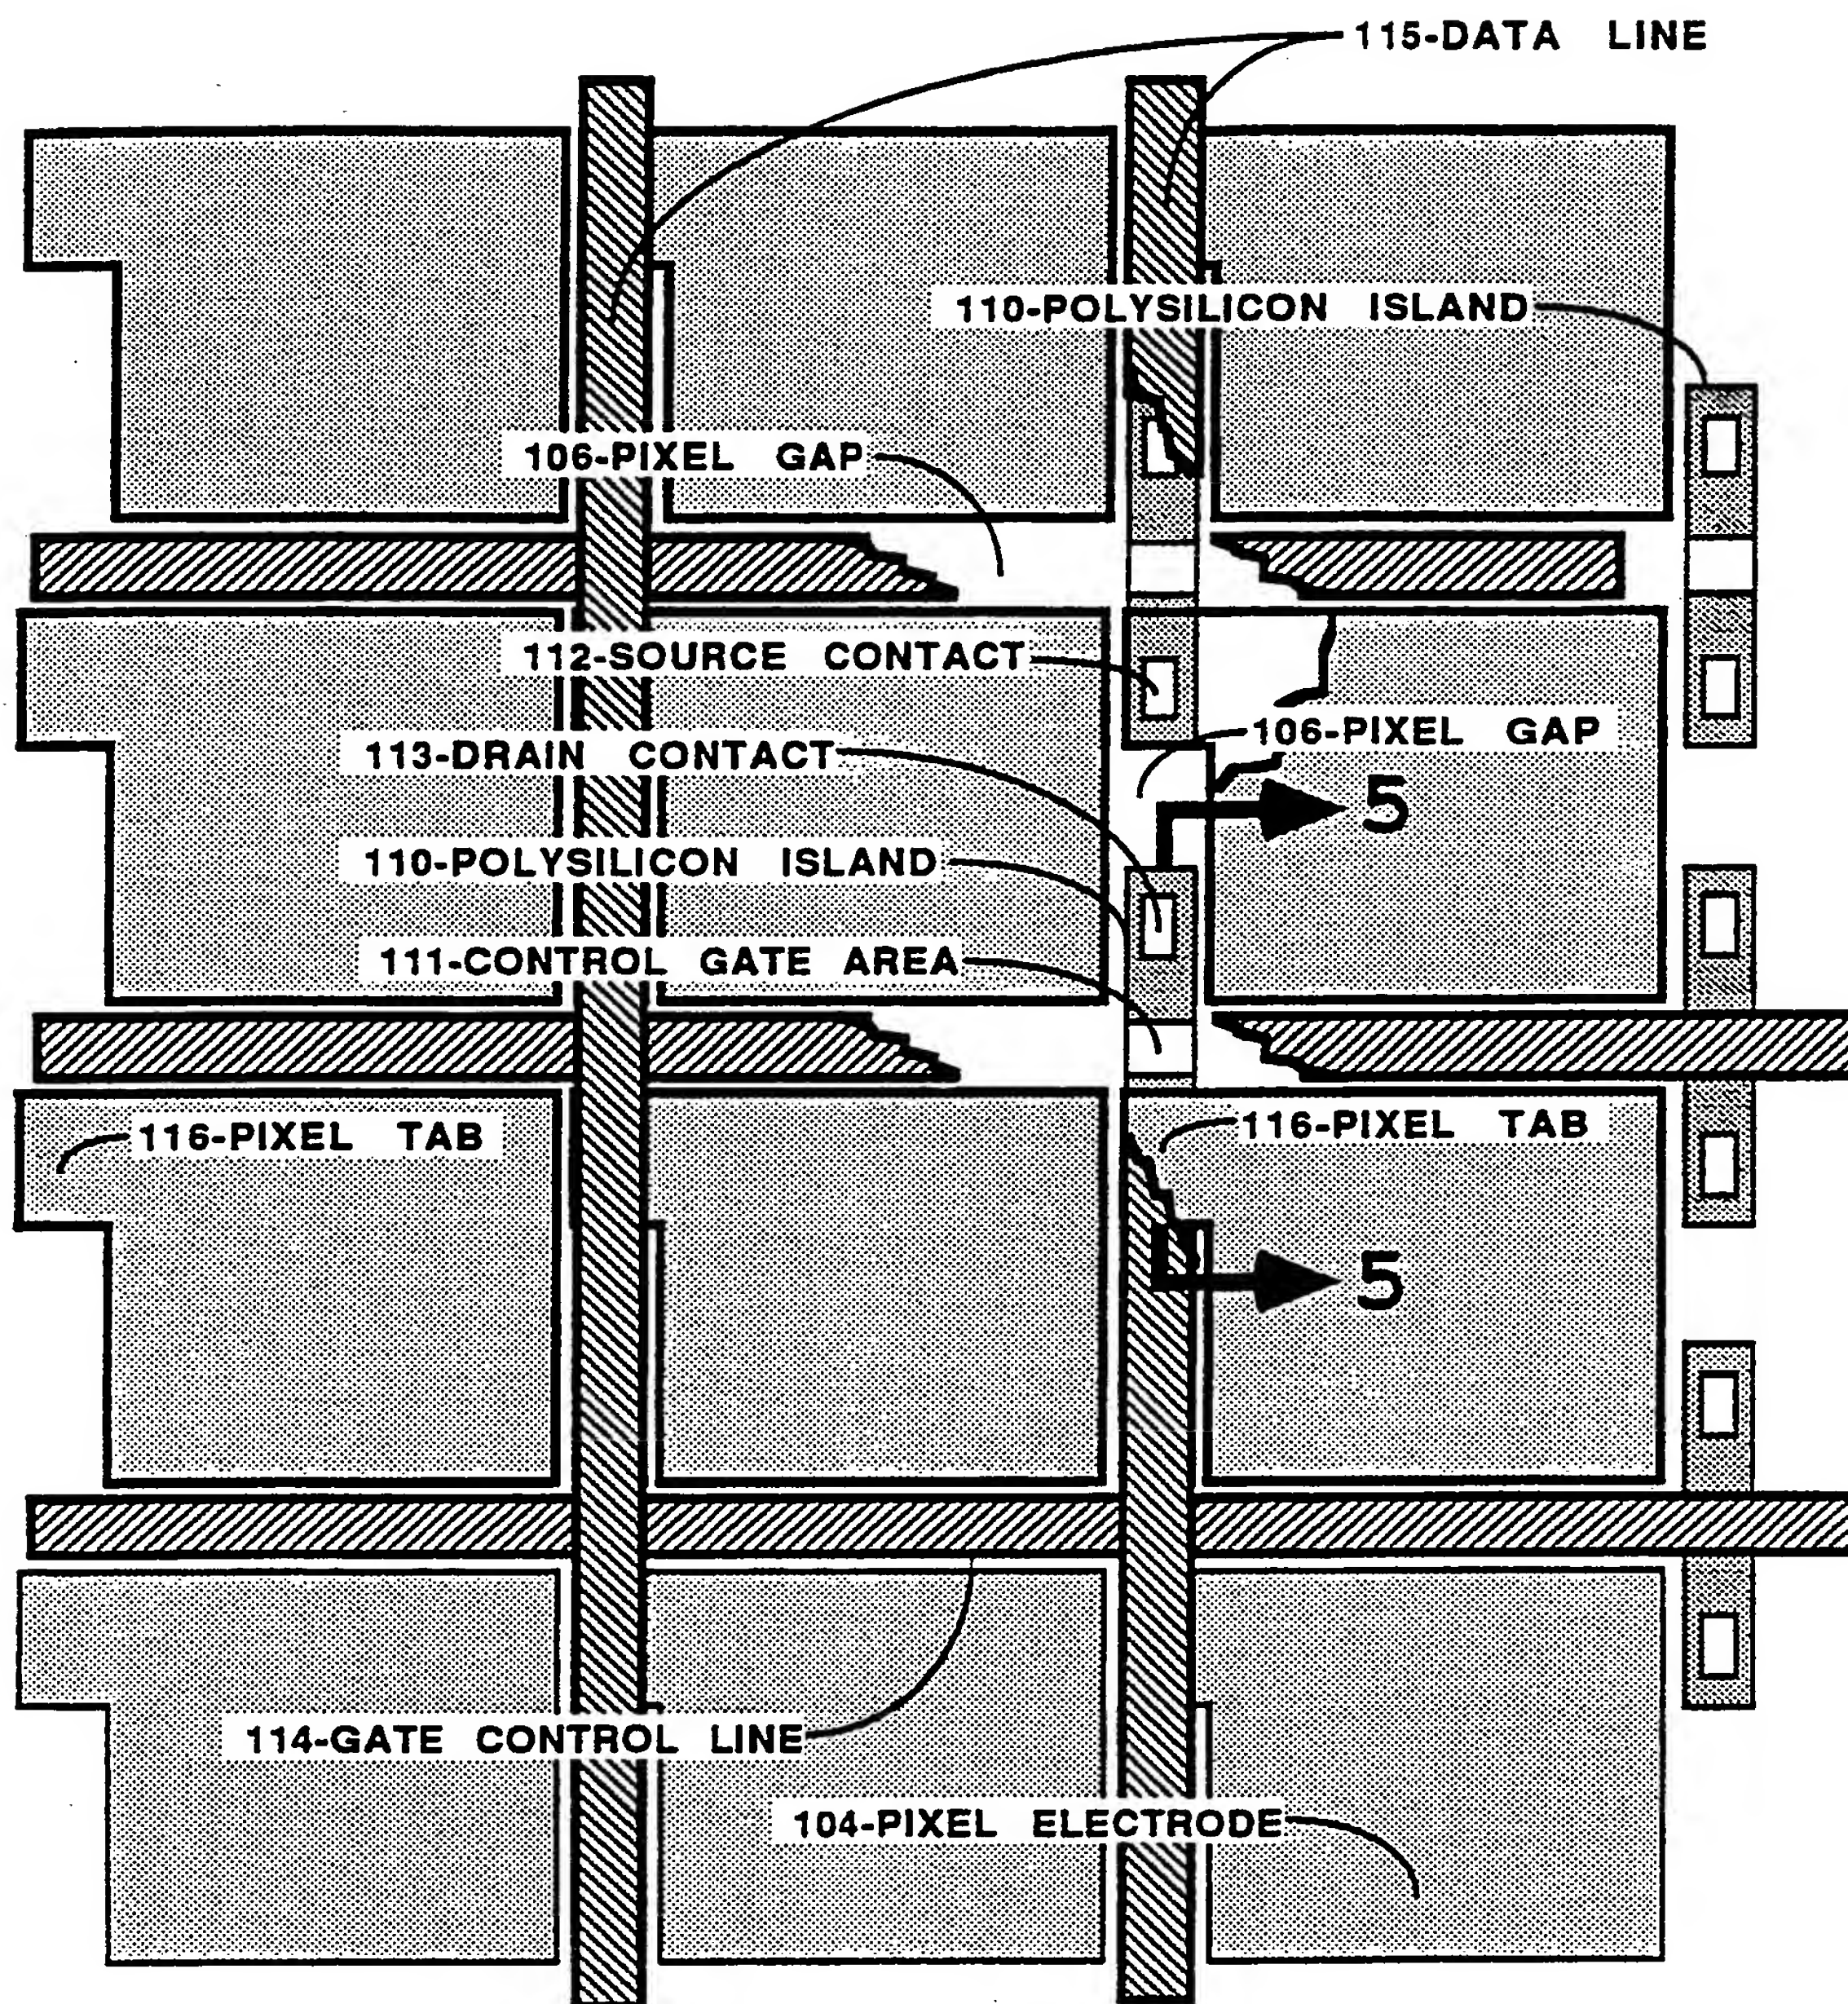 115-DATA LINE
110-POLYSILICON ISLAND
106-PIXEL GAP
112-SOURCE CONTACT
106-PIXEL GAP
113-DRAIN CONTACT
5
110-POLYSILICON ISLAND
111-CONTROL GATE AREA
116-PIXEL TAB
116-PIXEL TAB
5
114-GATE CONTROL LINE
104-PIXEL ELECTRODE